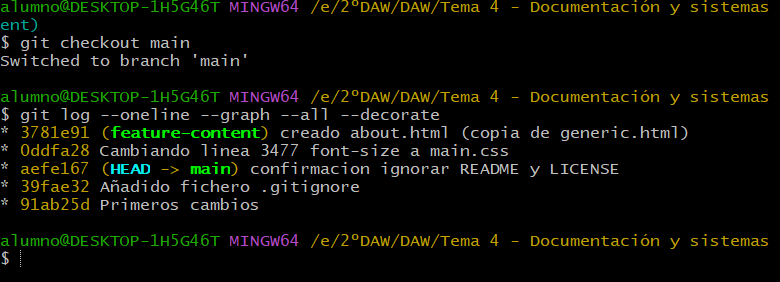 alumno@DESKTOP-1H5G46T MINGW64 /e/2ºDAW/DAW/Tema 4 - Documentación y sistemas
ent)
$ git checkout main
Switched to branch 'main'
alumno@DESKTOP-1H5G46T MINGW64 /e/2ºDAW/DAW/Tema 4 - Documentación y sistemas
$ git log --oneline --graph --all --decorate
* 3781e91 (feature-content) creado about.html (copia de generic.html)
* 0ddfa28 Cambiando linea 3477 font-size a main.css
* aefe167 (HEAD -> main) confirmacion ignorar README y LICENSE
* 39fae32 Añadido fichero .gitignore
* 91ab25d Primeros cambios
alumno@DESKTOP-1H5G46T MINGW64 /e/2ºDAW/DAW/Tema 4 - Documentación y sistemas
$